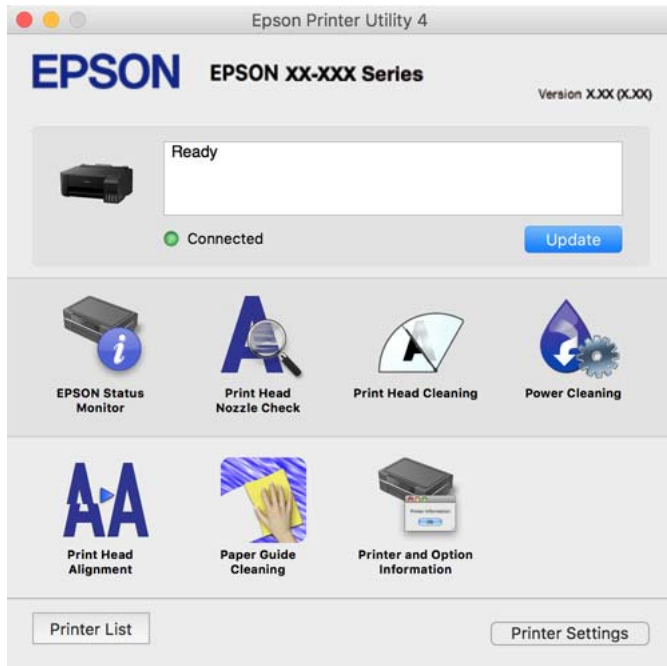 Epson Printer Utility 4
EPSON
EPSON XX-XXX Series
Version X.XX (X.XX)
Ready
Connected
Update
EPSON Status
Monitor
Print Head
Nozzle Check
Print Head Cleaning
Power Cleaning
Print Head
Alignment
Paper Guide
Cleaning
Printer and Option
Information
Printer List
Printer Settings